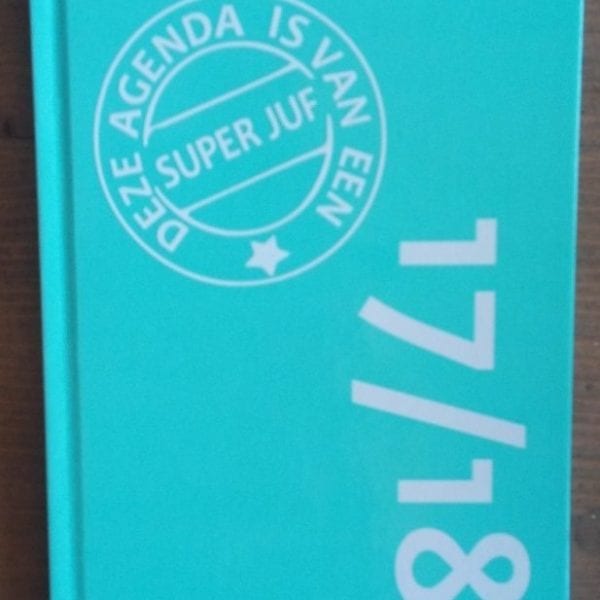 DEZE AGENDA IS VAN EEN
SUPER JUF
17/18